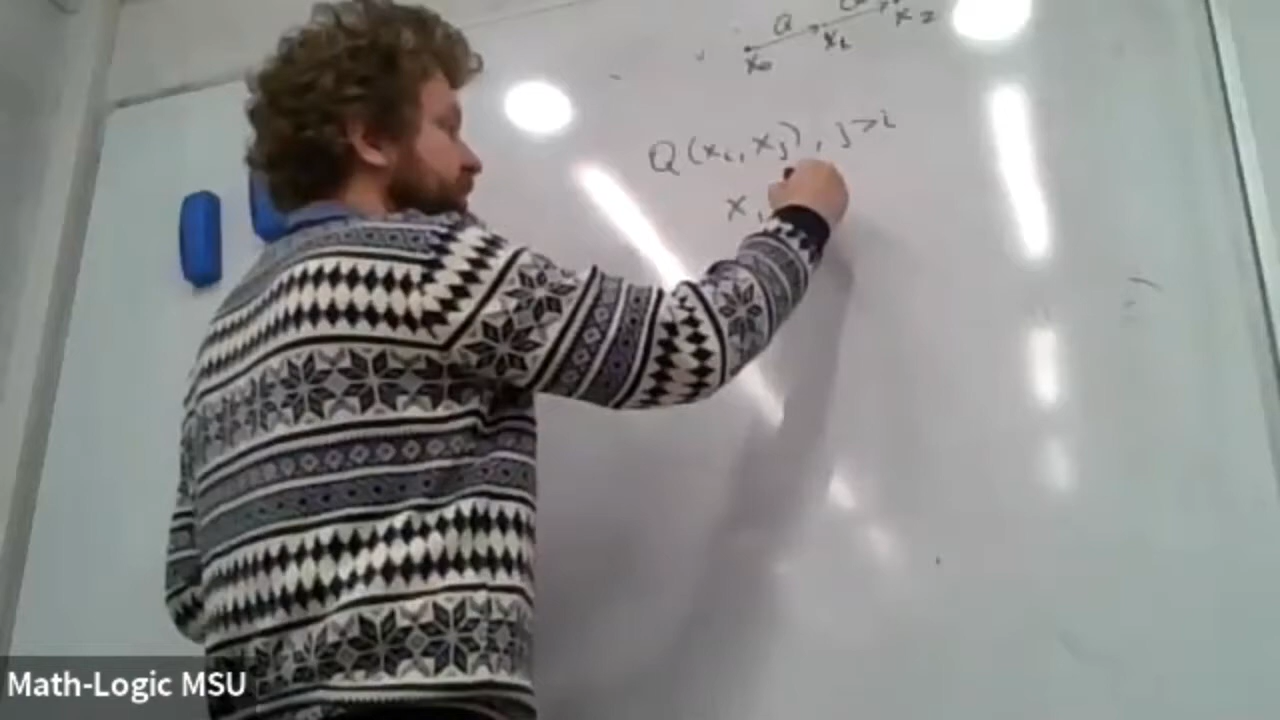 Q
x₀ x₁ x₂
Q(xᵢ, xⱼ), j>i
x
Math-Logic MSU